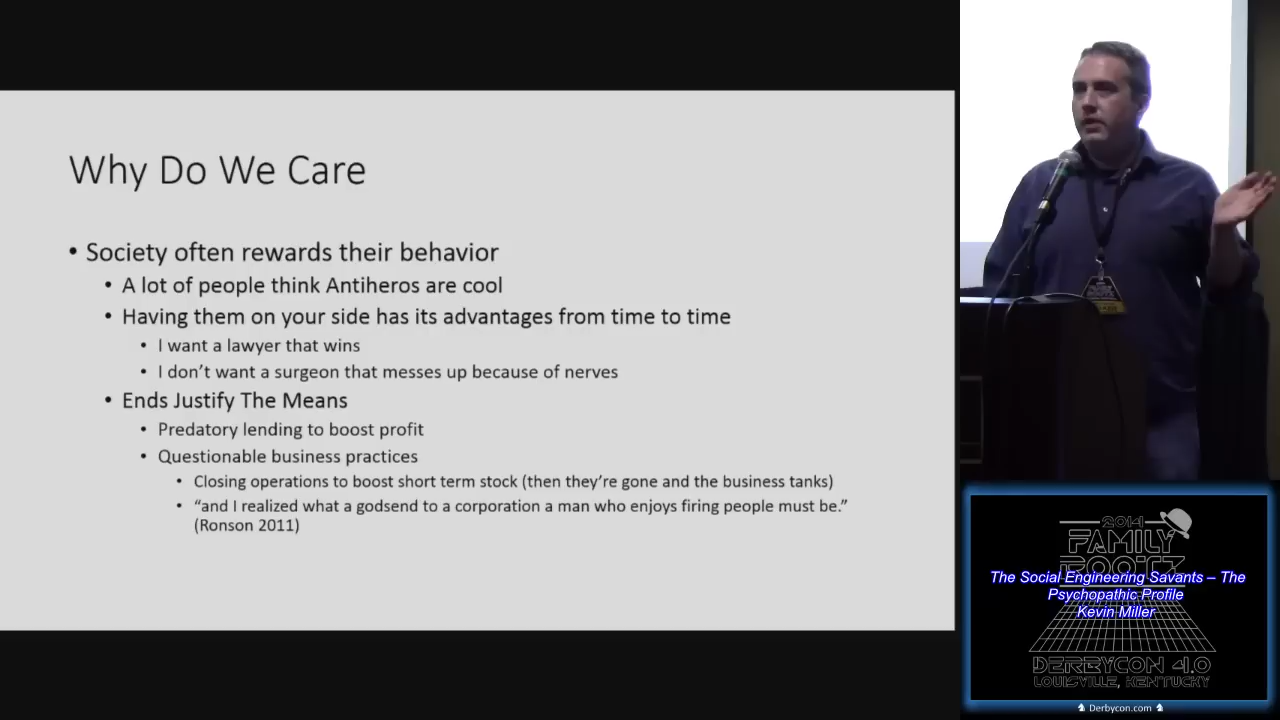 Why Do We Care
• Society often rewards their behavior
• A lot of people think Antiheros are cool
• Having them on your side has its advantages from time to time
• I want a lawyer that wins
• I don’t want a surgeon that messes up because of nerves
• Ends Justify The Means
• Predatory lending to boost profit
• Questionable business practices
• Closing operations to boost short term stock (then they’re gone and the business tanks)
• “and I realized what a godsend to a corporation a man who enjoys firing people must be.”
(Ronson 2011)
2014
FAMILY
ROOTZ
The Social Engineering Savants – The
Psychopathic Profile
Kevin Miller
DERBYCON 4.0
LOUISVILLE, KENTUCKY
Derbycon.com